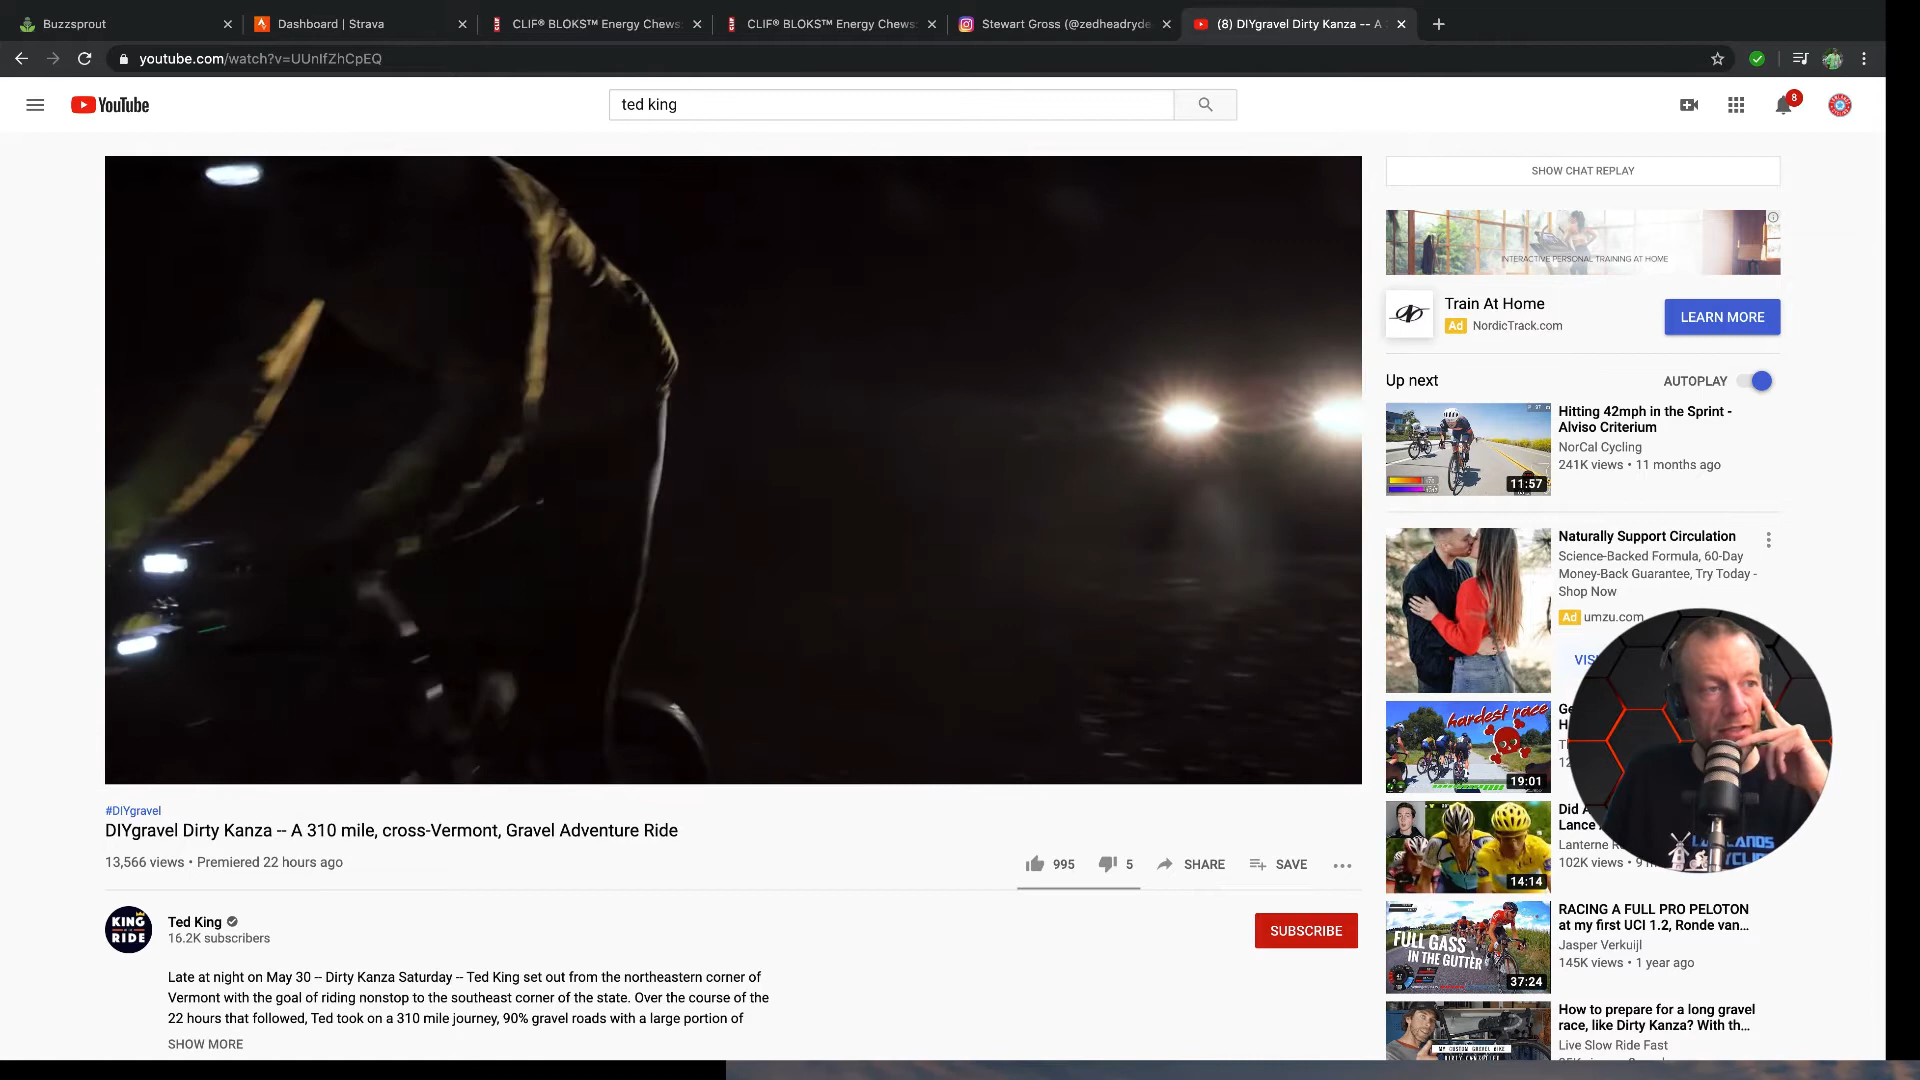 Buzzsprout
Dashboard | Strava
CLIF® BLOKS™ Energy Chews:
CLIF® BLOKS™ Energy Chews:
Stewart Gross (@zedheadryde
(8) DIYgravel Dirty Kanza -- A
youtube.com/watch?v=UUnIfZhCpEQ
YouTube
ted king
8
SHOW CHAT REPLAY
INTERACTIVE PERSONAL TRAINING AT HOME
Train At Home
Ad NordicTrack.com
LEARN MORE
Up next
AUTOPLAY
Hitting 42mph in the Sprint -
Alviso Criterium
NorCal Cycling
241K views • 11 months ago
11:57
Naturally Support Circulation
Science-Backed Formula, 60-Day
Money-Back Guarantee, Try Today -
Shop Now
Ad umzu.com
hardest race
19:01
Did
Lance
Lanterne
102K views •
14:14
RACING A FULL PRO PELOTON
at my first UCI 1.2, Ronde van...
Jasper Verkuijl
145K views • 1 year ago
FULL GASS
IN THE GUTTER
37:24
How to prepare for a long gravel
race, like Dirty Kanza? With th...
Live Slow Ride Fast
MY CUSTOM GRAVEL BIKE
#DIYgravel
DIYgravel Dirty Kanza -- A 310 mile, cross-Vermont, Gravel Adventure Ride
13,566 views • Premiered 22 hours ago
995
5
SHARE
SAVE
KING
RIDE
Ted King
16.2K subscribers
SUBSCRIBE
Late at night on May 30 -- Dirty Kanza Saturday -- Ted King set out from the northeastern corner of
Vermont with the goal of riding nonstop to the southeast corner of the state. Over the course of the
22 hours that followed, Ted took on a 310 mile journey, 90% gravel roads with a large portion of
SHOW MORE